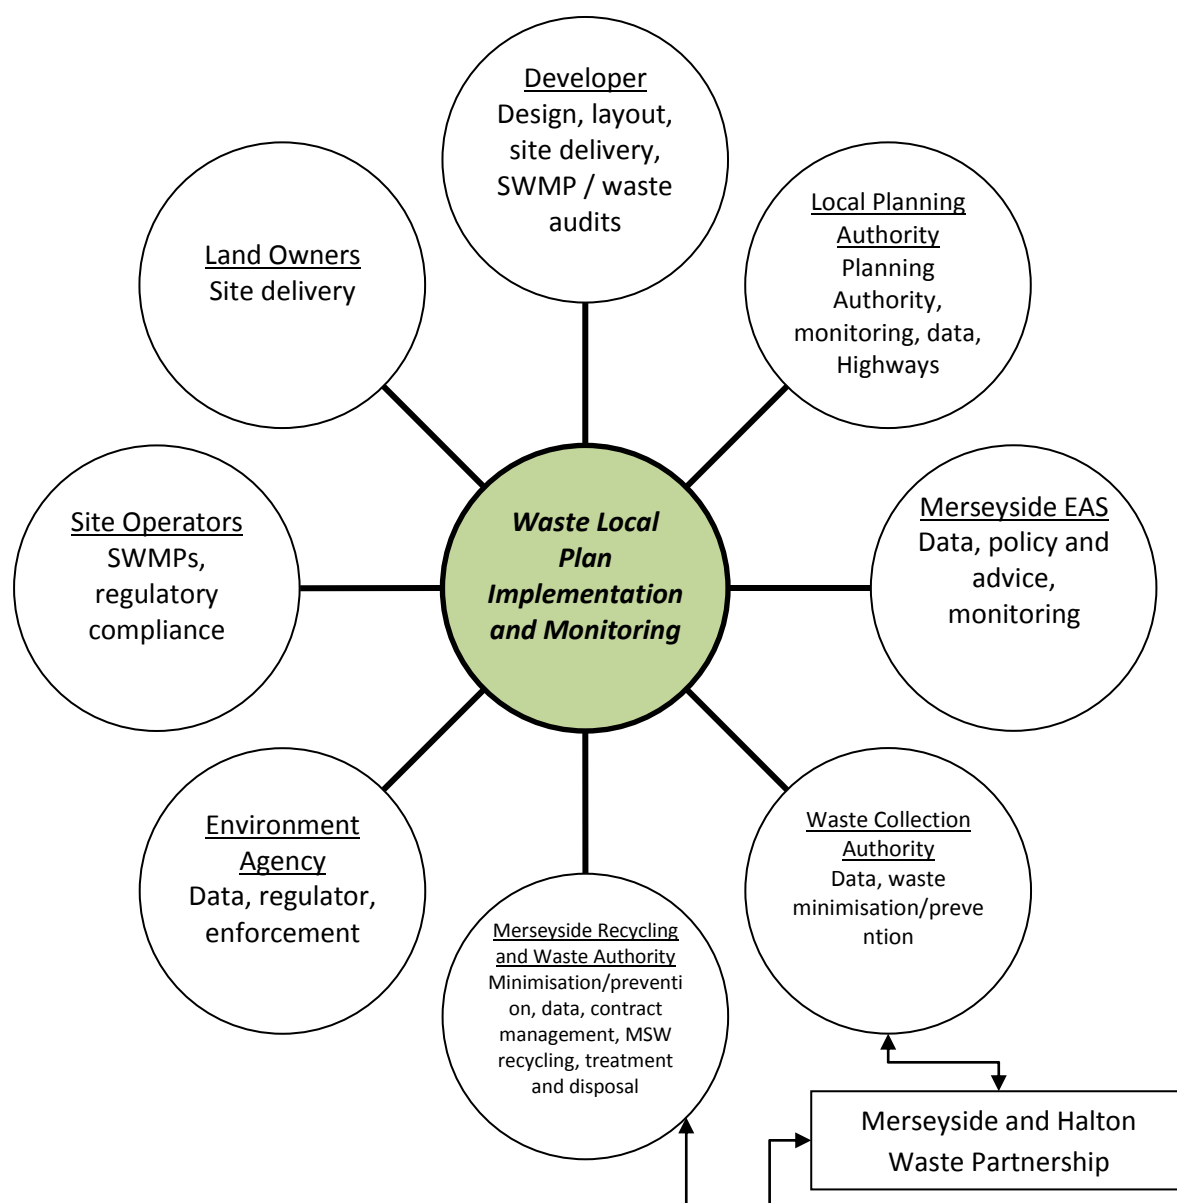 Developer
Design, layout,
site delivery,
SWMP / waste
audits
Local Planning
Authority
Planning
Authority,
monitoring, data,
Highways
Land Owners
Site delivery
Merseyside EAS
Data, policy and
advice,
monitoring
Waste Local
Plan
Implementation
and Monitoring
Site Operators
SWMPs,
regulatory
compliance
Waste Collection
Authority
Data, waste
minimisation/preve
ntion
Environment
Agency
Data, regulator,
enforcement
Merseyside Recycling
and Waste Authority
Minimisation/preventi
on, data, contract
management, MSW
recycling, treatment
and disposal
Merseyside and Halton
Waste Partnership